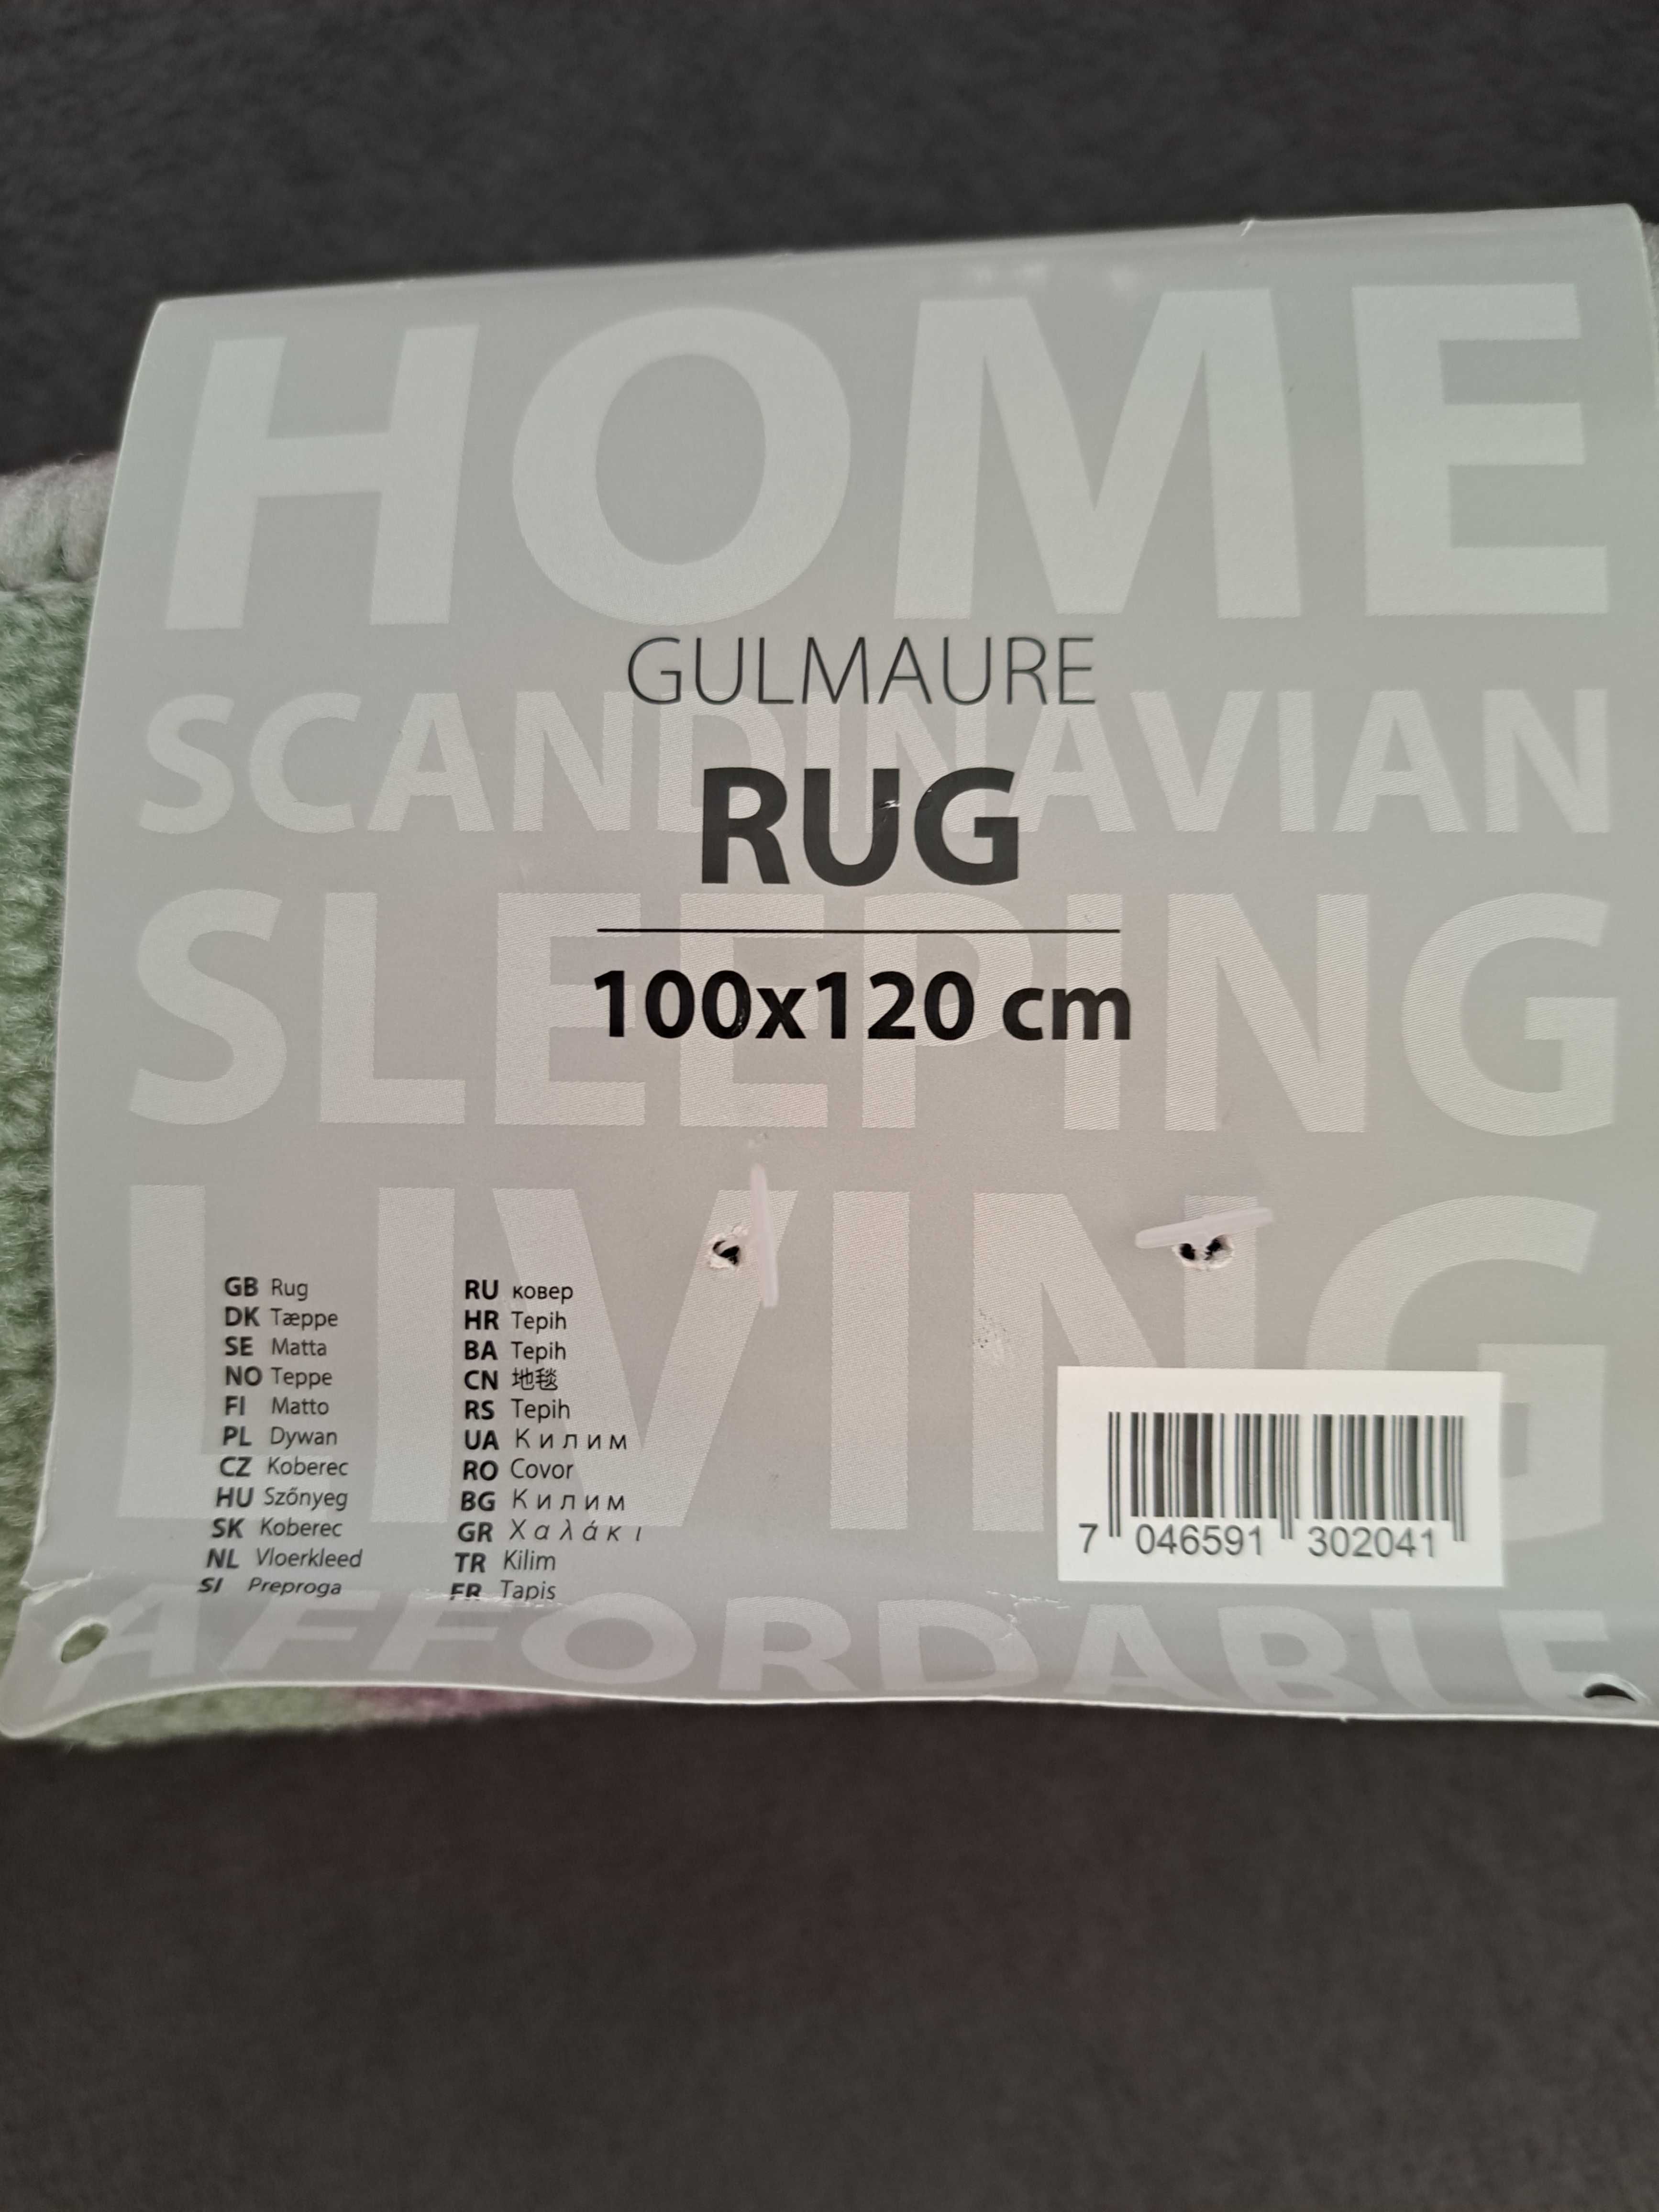 HOME
GULMAURE
SCANDINAVIAN
RUG
SLEEPING
100x120 cm
LIVING
GB Rug
DK Tæppe
SE Matta
NO Teppe
FI Matto
PL Dywan
CZ Koberec
HU Szőnyeg
SK Koberec
NL Vloerkleed
SI Preproga
RU ковер
HR Tepih
BA Tepih
CN 地毯
RS Tepih
UA Килим
RO Covor
BG Килим
GR Χαλάκι
TR Kilim
FR Tapis
7 046591 302041
AFFORDABLE